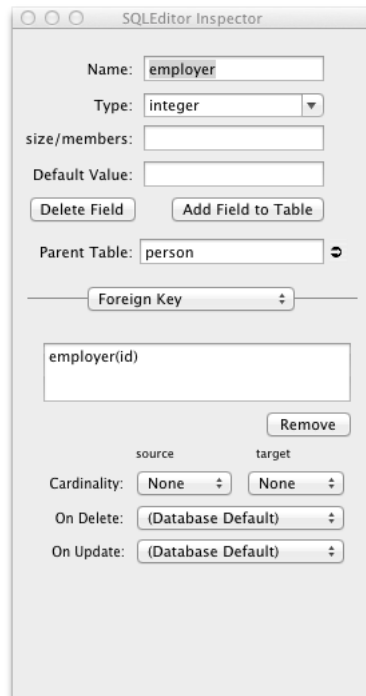 SQLEditor Inspector
Name: employer
Type: integer
size/members:
Default Value:
Delete Field Add Field to Table
Parent Table: person
Foreign Key
employer(id)
Remove
source target
Cardinality: None None
On Delete: (Database Default)
On Update: (Database Default)